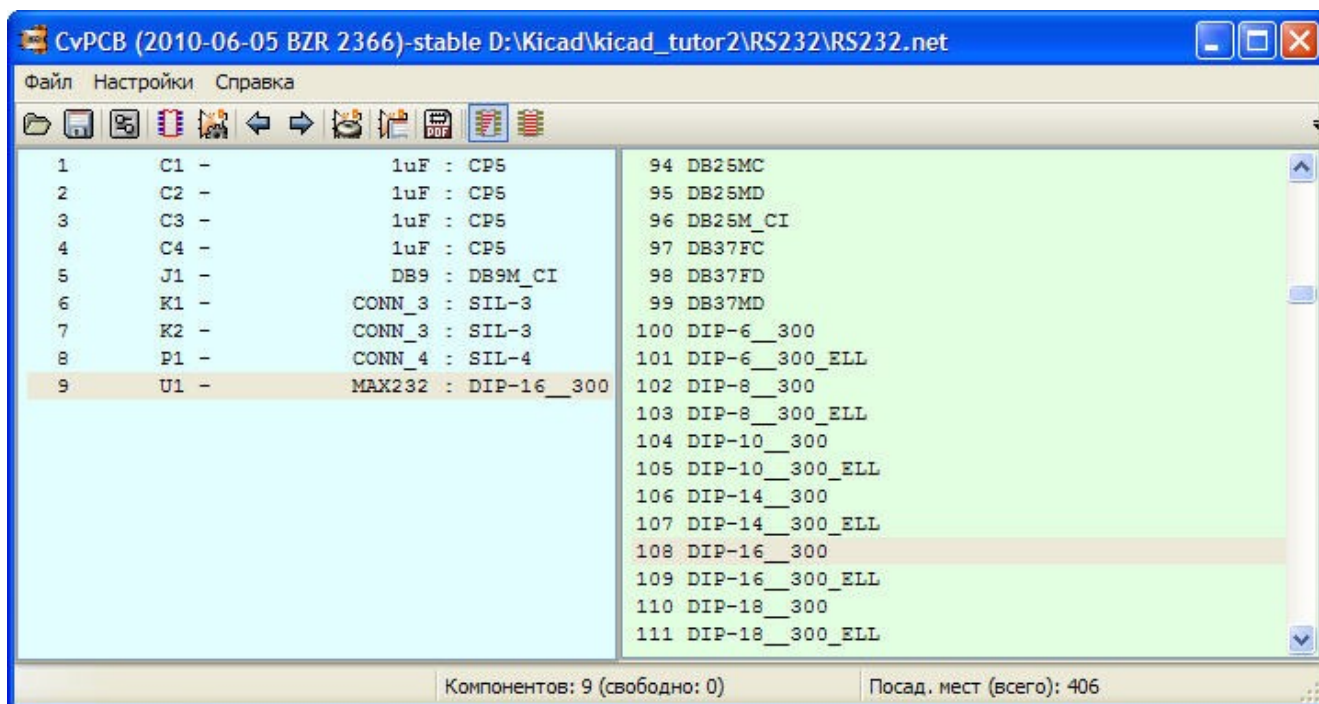 CvPCB (2010-06-05 BZR 2366)-stable D:\Kicad\kicad_tutor2\RS232\RS232.net
Файл Настройки Справка
PDF
1 C1 - 1uF : CP5
2 C2 - 1uF : CP5
3 C3 - 1uF : CP5
4 C4 - 1uF : CP5
5 J1 - DB9 : DB9M_CI
6 K1 - CONN_3 : SIL-3
7 K2 - CONN_3 : SIL-3
8 P1 - CONN_4 : SIL-4
9 U1 - MAX232 : DIP-16__300
94 DB25MC
95 DB25MD
96 DB25M_CI
97 DB37FC
98 DB37FD
99 DB37MD
100 DIP-6__300
101 DIP-6__300_ELL
102 DIP-8__300
103 DIP-8__300_ELL
104 DIP-10__300
105 DIP-10__300_ELL
106 DIP-14__300
107 DIP-14__300_ELL
108 DIP-16__300
109 DIP-16__300_ELL
110 DIP-18__300
111 DIP-18__300_ELL
Компонентов: 9 (свободно: 0)
Посад. мест (всего): 406